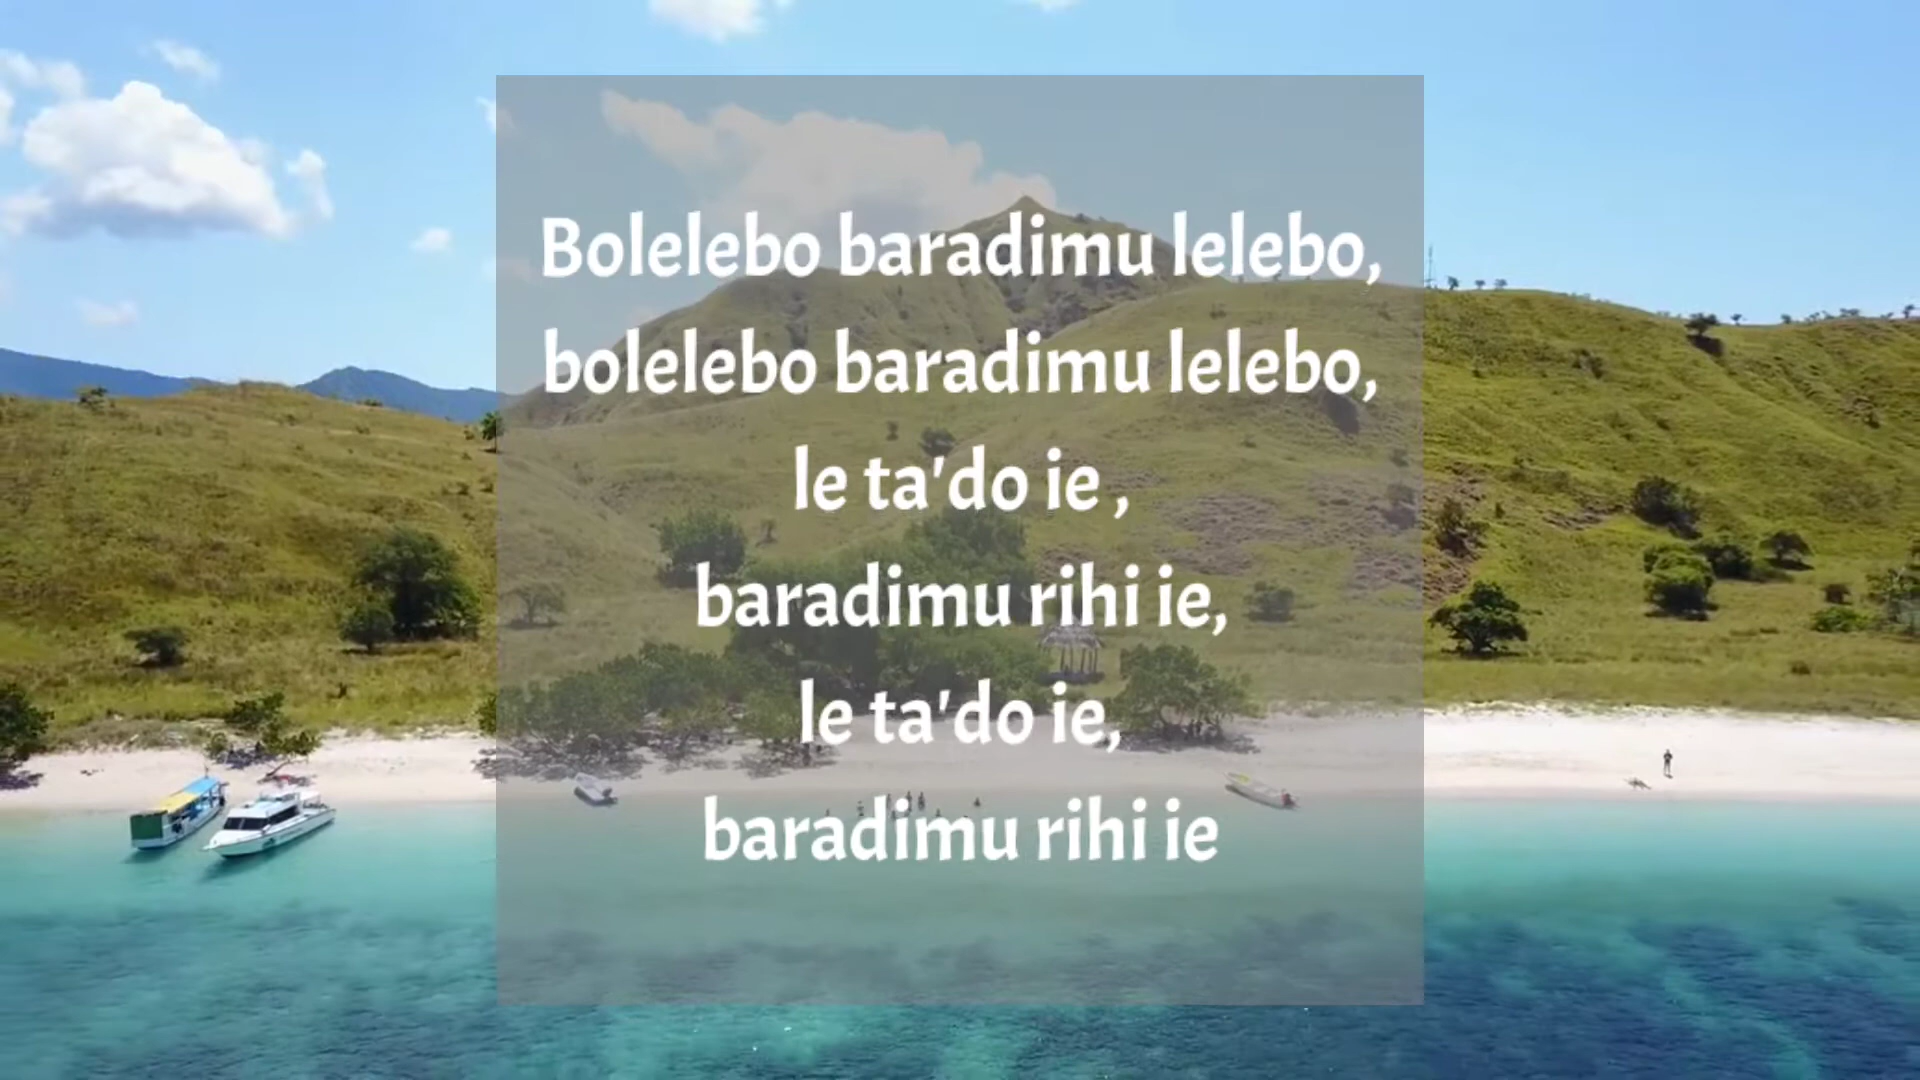 Bolelebo baradimu lelebo,
bolelebo baradimu lelebo,
le ta'do ie ,
baradimu rihi ie,
le ta'do ie,
baradimu rihi ie